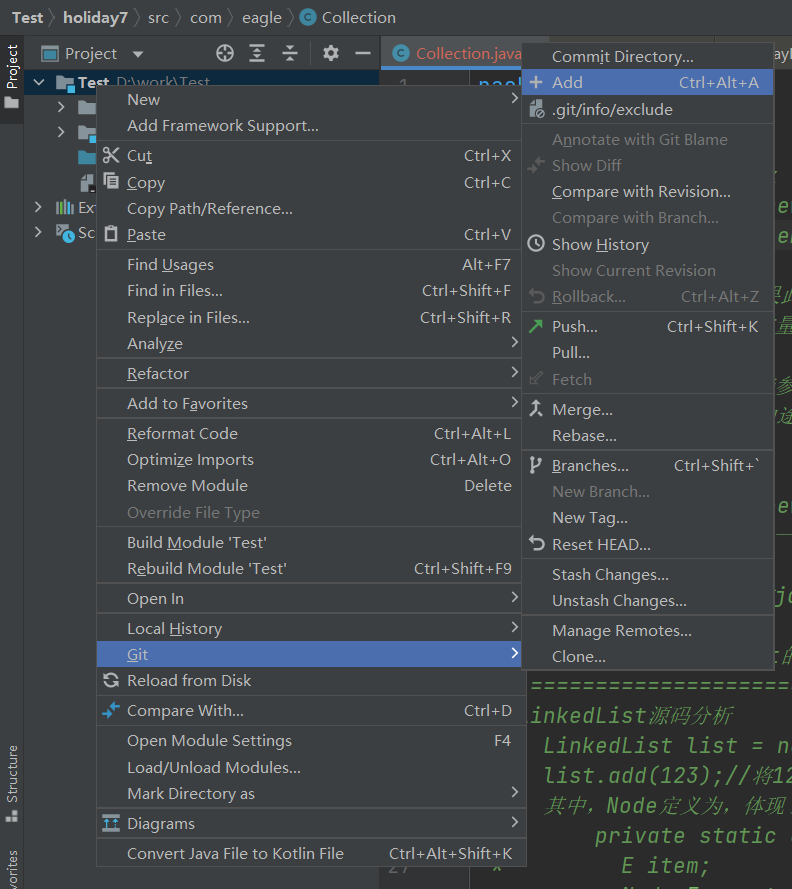 Test holiday7 src com eagle Collection
Project
Project
Collection.java
Test D:\work\Test
New
Add Framework Support...
Cut Ctrl+X
Copy Ctrl+C
Copy Path/Reference...
Paste Ctrl+V
Find Usages Alt+F7
Find in Files... Ctrl+Shift+F
Replace in Files... Ctrl+Shift+R
Analyze
Refactor
Add to Favorites
Reformat Code Ctrl+Alt+L
Optimize Imports Ctrl+Alt+O
Remove Module Delete
Override File Type
Build Module 'Test'
Rebuild Module 'Test' Ctrl+Shift+F9
Open In
Local History
Git
Reload from Disk
Compare With... Ctrl+D
Open Module Settings F4
Load/Unload Modules...
Mark Directory as
Diagrams
Convert Java File to Kotlin File Ctrl+Alt+Shift+K
Commit Directory...
Add Ctrl+Alt+A
.git/info/exclude
Annotate with Git Blame
Show Diff
Compare with Revision...
Compare with Branch...
Show History
Show Current Revision
Rollback... Ctrl+Alt+Z
Push... Ctrl+Shift+K
Pull...
Fetch
Merge...
Rebase...
Branches... Ctrl+Shift+`
New Branch...
New Tag...
Reset HEAD...
Stash Changes...
Unstash Changes...
Manage Remotes...
Clone...
=====================
inkedList源码分析
LinkedList list = n
list.add(123);//将12
其中，Node定义为，体现
private static
E item;
27
Structure